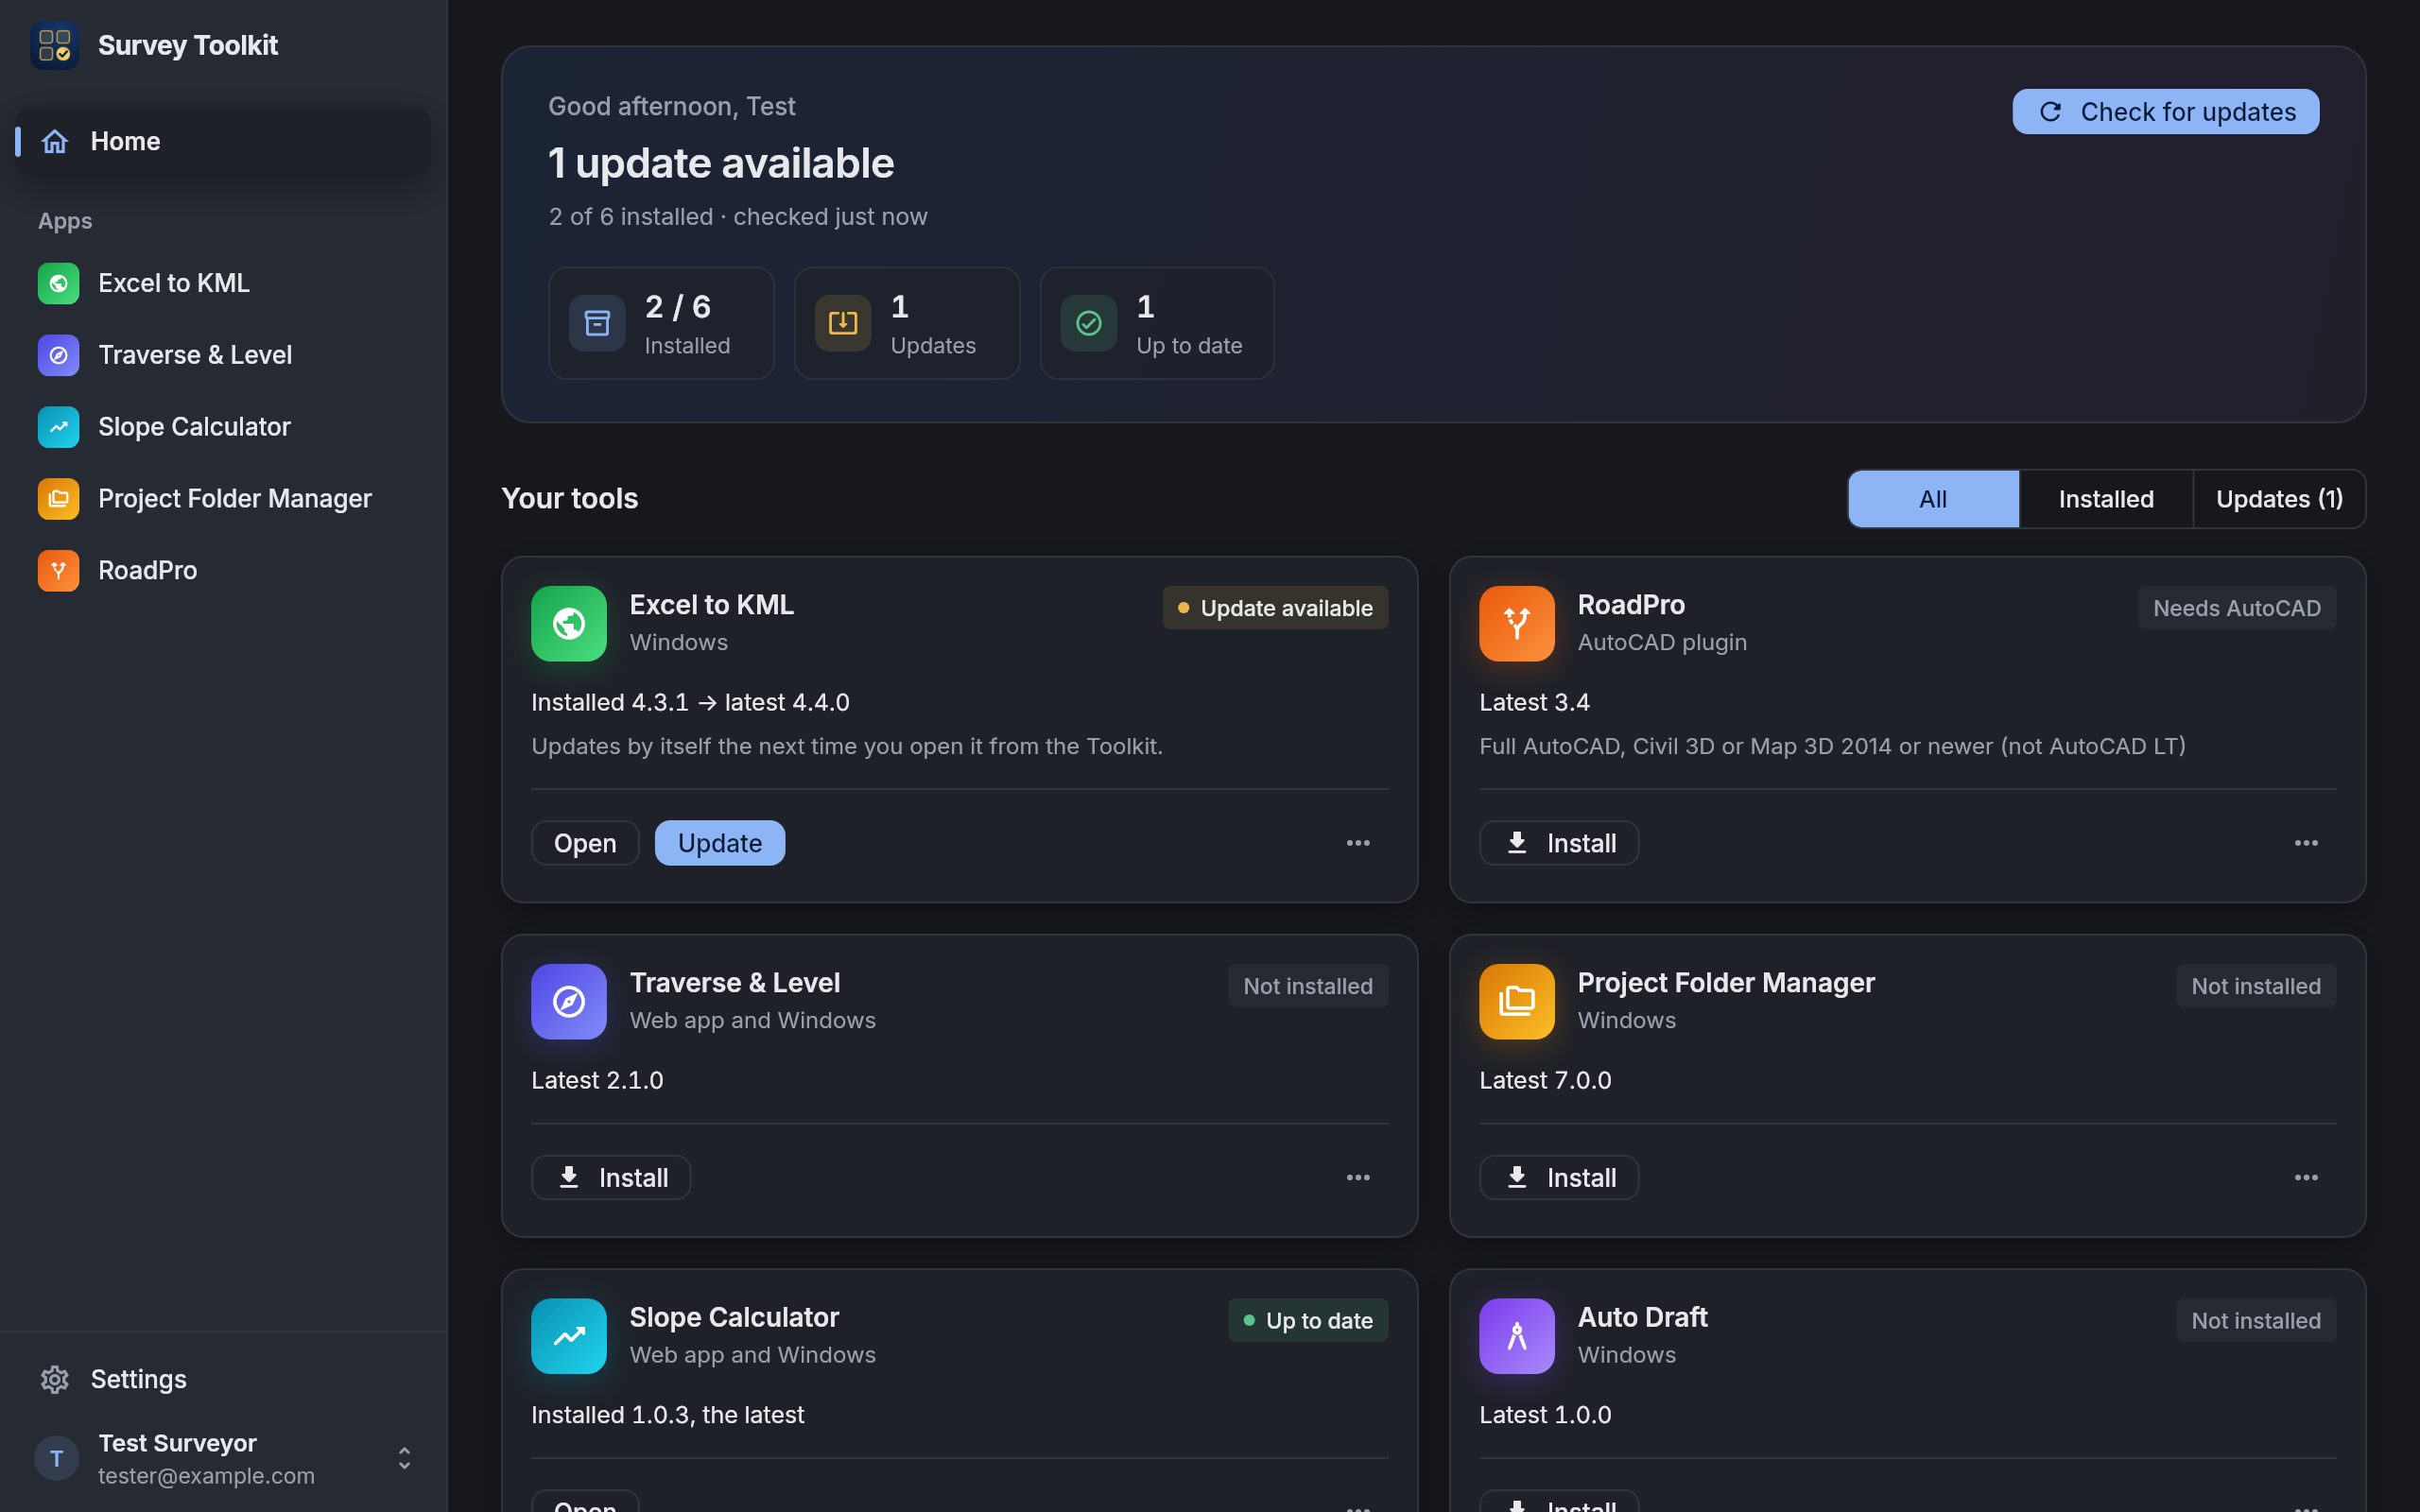 Survey Toolkit
Home
Apps
Excel to KML
Traverse & Level
Slope Calculator
Project Folder Manager
RoadPro
Settings
T
Test Surveyor
tester@example.com
Good afternoon, Test
Check for updates
1 update available
2 of 6 installed · checked just now
2 / 6
Installed
1
Updates
1
Up to date
Your tools
All
Installed
Updates (1)
Excel to KML
Windows
Update available
Installed 4.3.1 → latest 4.4.0
Updates by itself the next time you open it from the Toolkit.
Open
Update
RoadPro
AutoCAD plugin
Needs AutoCAD
Latest 3.4
Full AutoCAD, Civil 3D or Map 3D 2014 or newer (not AutoCAD LT)
Install
Traverse & Level
Web app and Windows
Not installed
Latest 2.1.0
Install
Project Folder Manager
Windows
Not installed
Latest 7.0.0
Install
Slope Calculator
Web app and Windows
Up to date
Installed 1.0.3, the latest
Open
Auto Draft
Windows
Not installed
Latest 1.0.0
Install